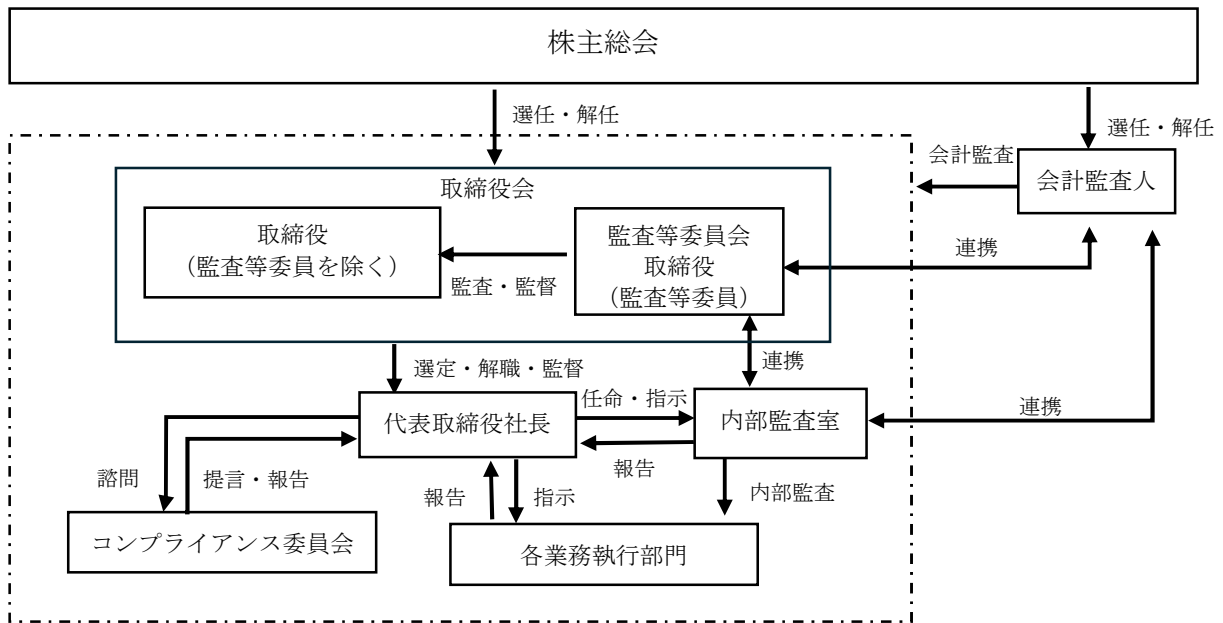 株主総会
選任・解任
選任・解任
会計監査
会計監査人
取締役会
取締役
（監査等委員を除く）
監査・監督
監査等委員会
取締役
（監査等委員）
連携
選定・解職・監督
連携
代表取締役社長
任命・指示
内部監査室
連携
報告
諮問
提言・報告
報告
指示
内部監査
コンプライアンス委員会
各業務執行部門